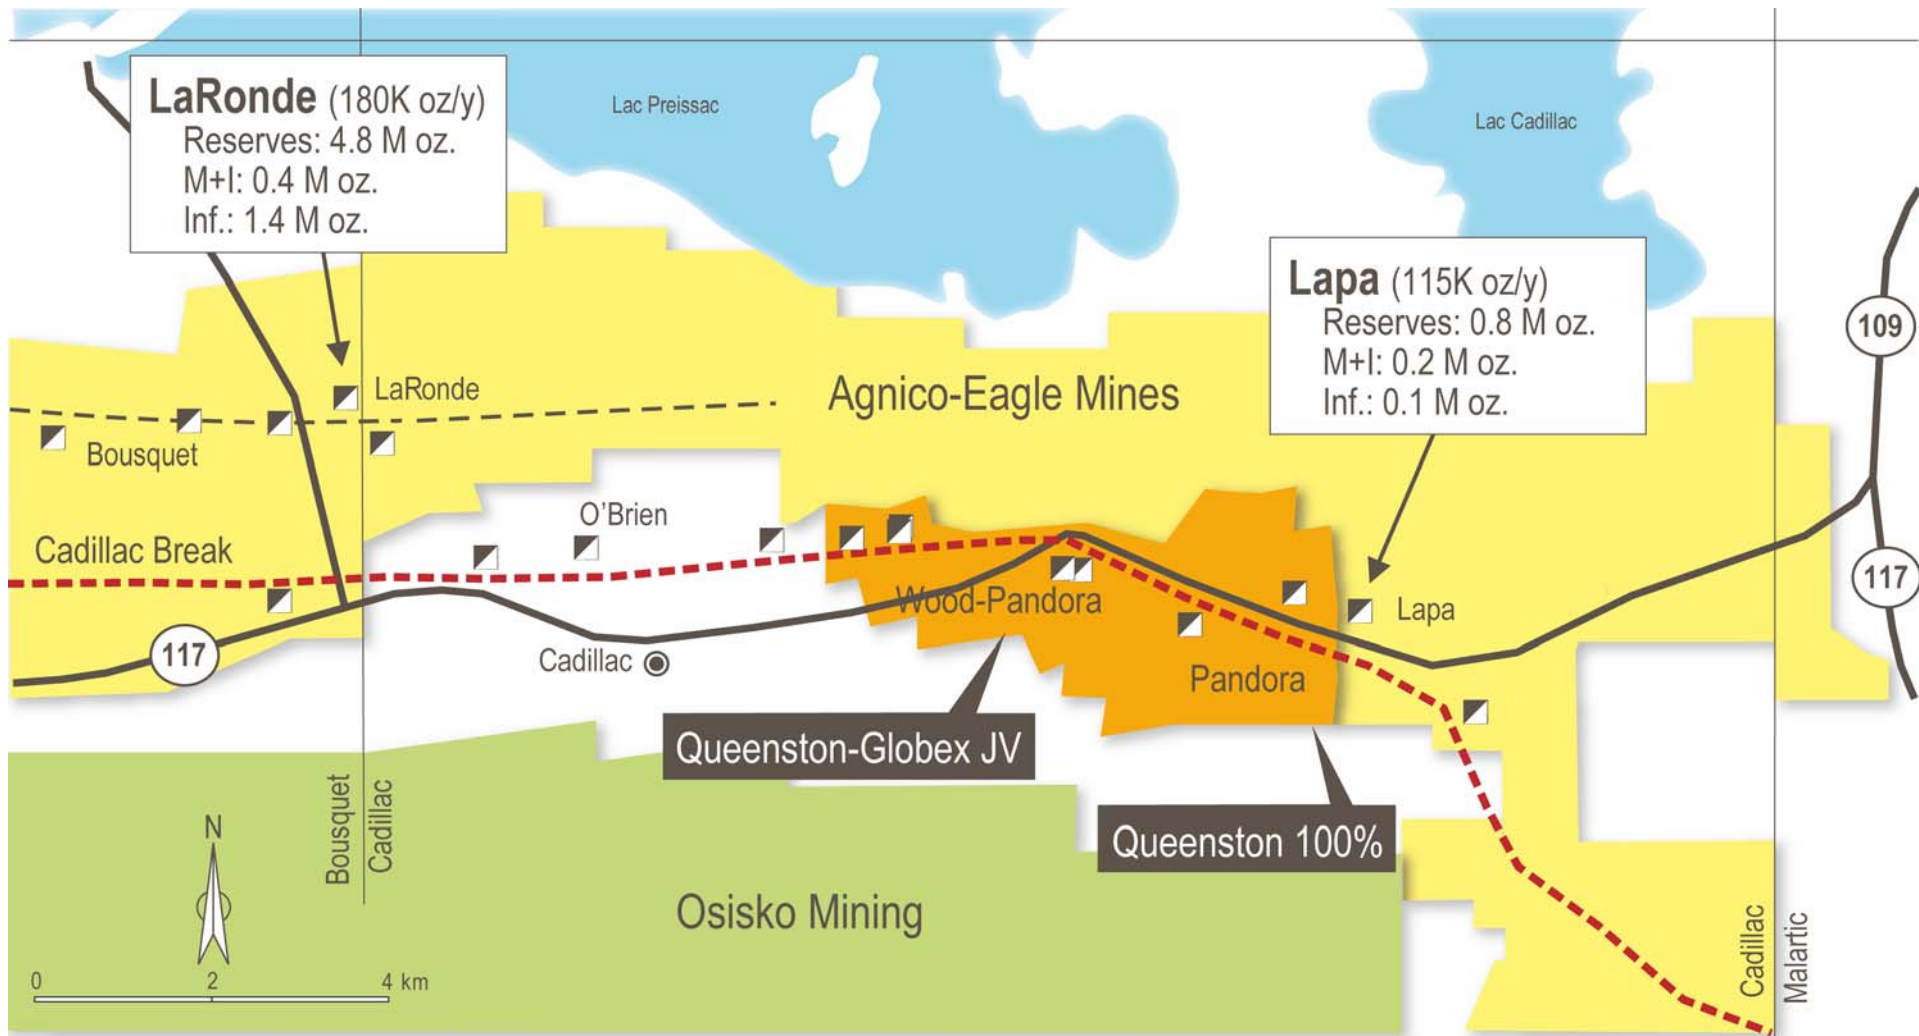 Lac Preissac
Lac Cadillac
LaRonde (180K oz/y)
Reserves: 4.8 M oz.
M+I: 0.4 M oz.
Inf.: 1.4 M oz.
Lapa (115K oz/y)
Reserves: 0.8 M oz.
M+I: 0.2 M oz.
Inf.: 0.1 M oz.
109
LaRonde
Agnico-Eagle Mines
Bousquet
O'Brien
Cadillac Break
117
Wood-Pandora
Lapa
117
Cadillac
Pandora
Queenston-Globex JV
Queenston 100%
Bousquet
Cadillac
N
Osisko Mining
Cadillac
Malartic
0 2 4 km